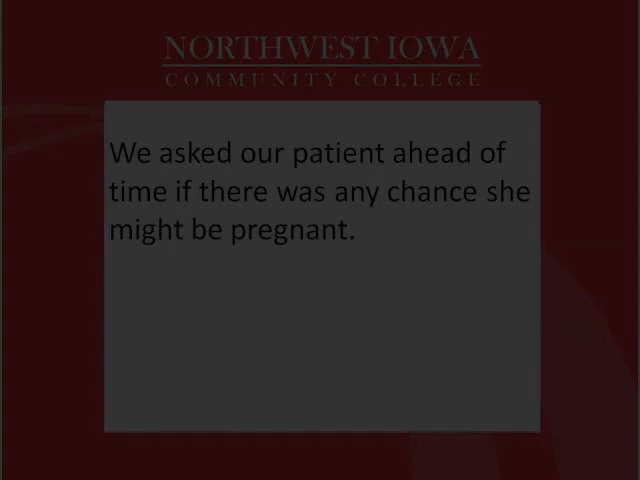 NORTHWEST IOWA
COMMUNITY COLLEGE
We asked our patient ahead of
time if there was any chance she
might be pregnant.